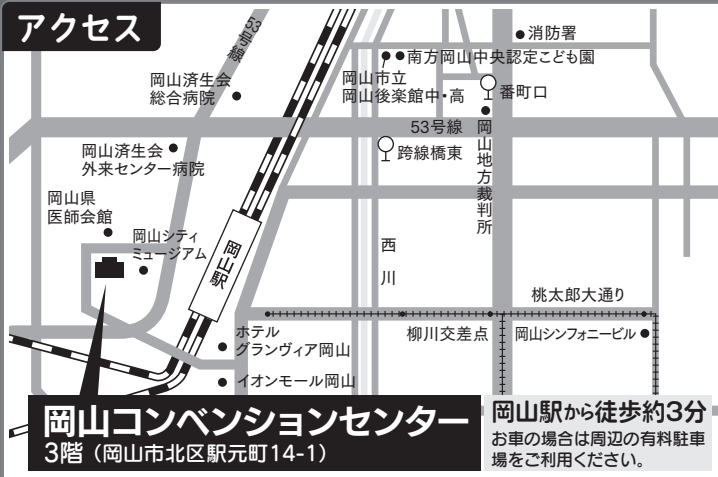 アクセス
53号線
消防署
南方岡山中央認定こども園
岡山市立
岡山後楽館中・高
岡山済生会
総合病院
番町口
53号線
岡山地方裁判所
跨線橋東
岡山済生会
外来センター病院
岡山県
医師会館
岡山シティ
ミュージアム
岡山駅
西川
桃太郎大通り
ホテル
グランヴィア岡山
柳川交差点
岡山シンフォニービル
イオンモール岡山
岡山コンベンションセンター
3階(岡山市北区駅元町14-1)
岡山駅から徒歩約3分
お車の場合は周辺の有料駐車
場をご利用ください。